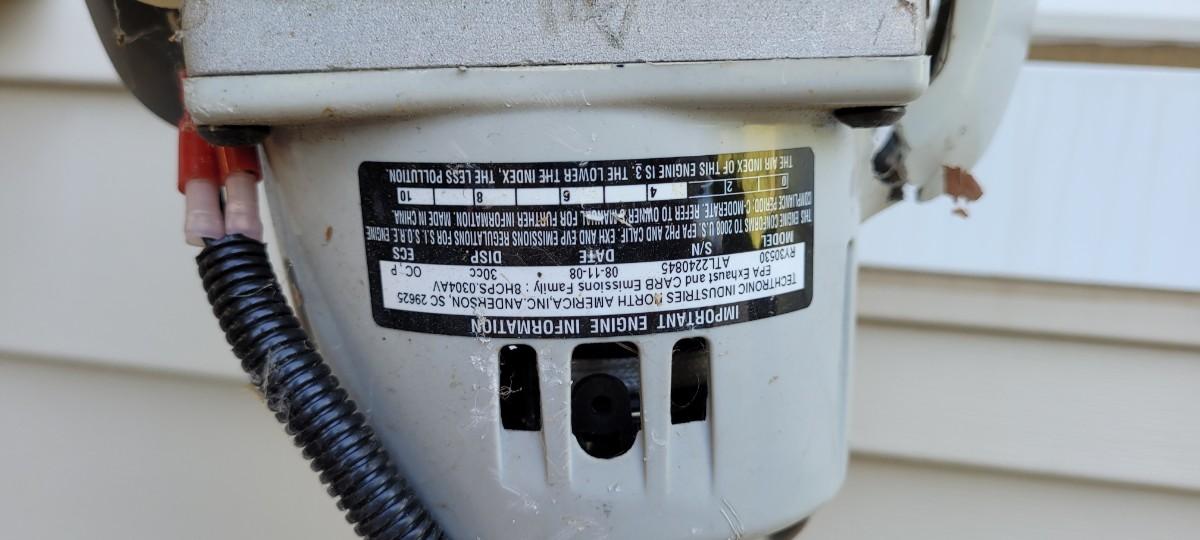 IMPORTANT ENGINE INFORMATION
TECHTRONIC INDUSTRIES NORTH AMERICA,INC.ANDERSON, SC 29625
EPA Exhaust and CARB Emissions Family : 8HCPS.0304AV
RY30530 ATL2240845 08-11-08 30cc OC , P
MODEL S/N DATE DISP. ECS
THIS ENGINE CONFORMS TO 2008 U.S. EPA PH2 AND CALIF. EXH AND EVP EMISSIONS REGULATIONS FOR S.I. S.O.R.E. ENGINE
COMPLIANCE PERIOD: C-MODERATE. REFER TO OWNER'S MANUAL FOR FURTHER INFORMATION. MADE IN CHINA.
0 2 4 6 8 10
THE AIR INDEX OF THIS ENGINE IS 3. THE LOWER THE INDEX, THE LESS POLLUTION.